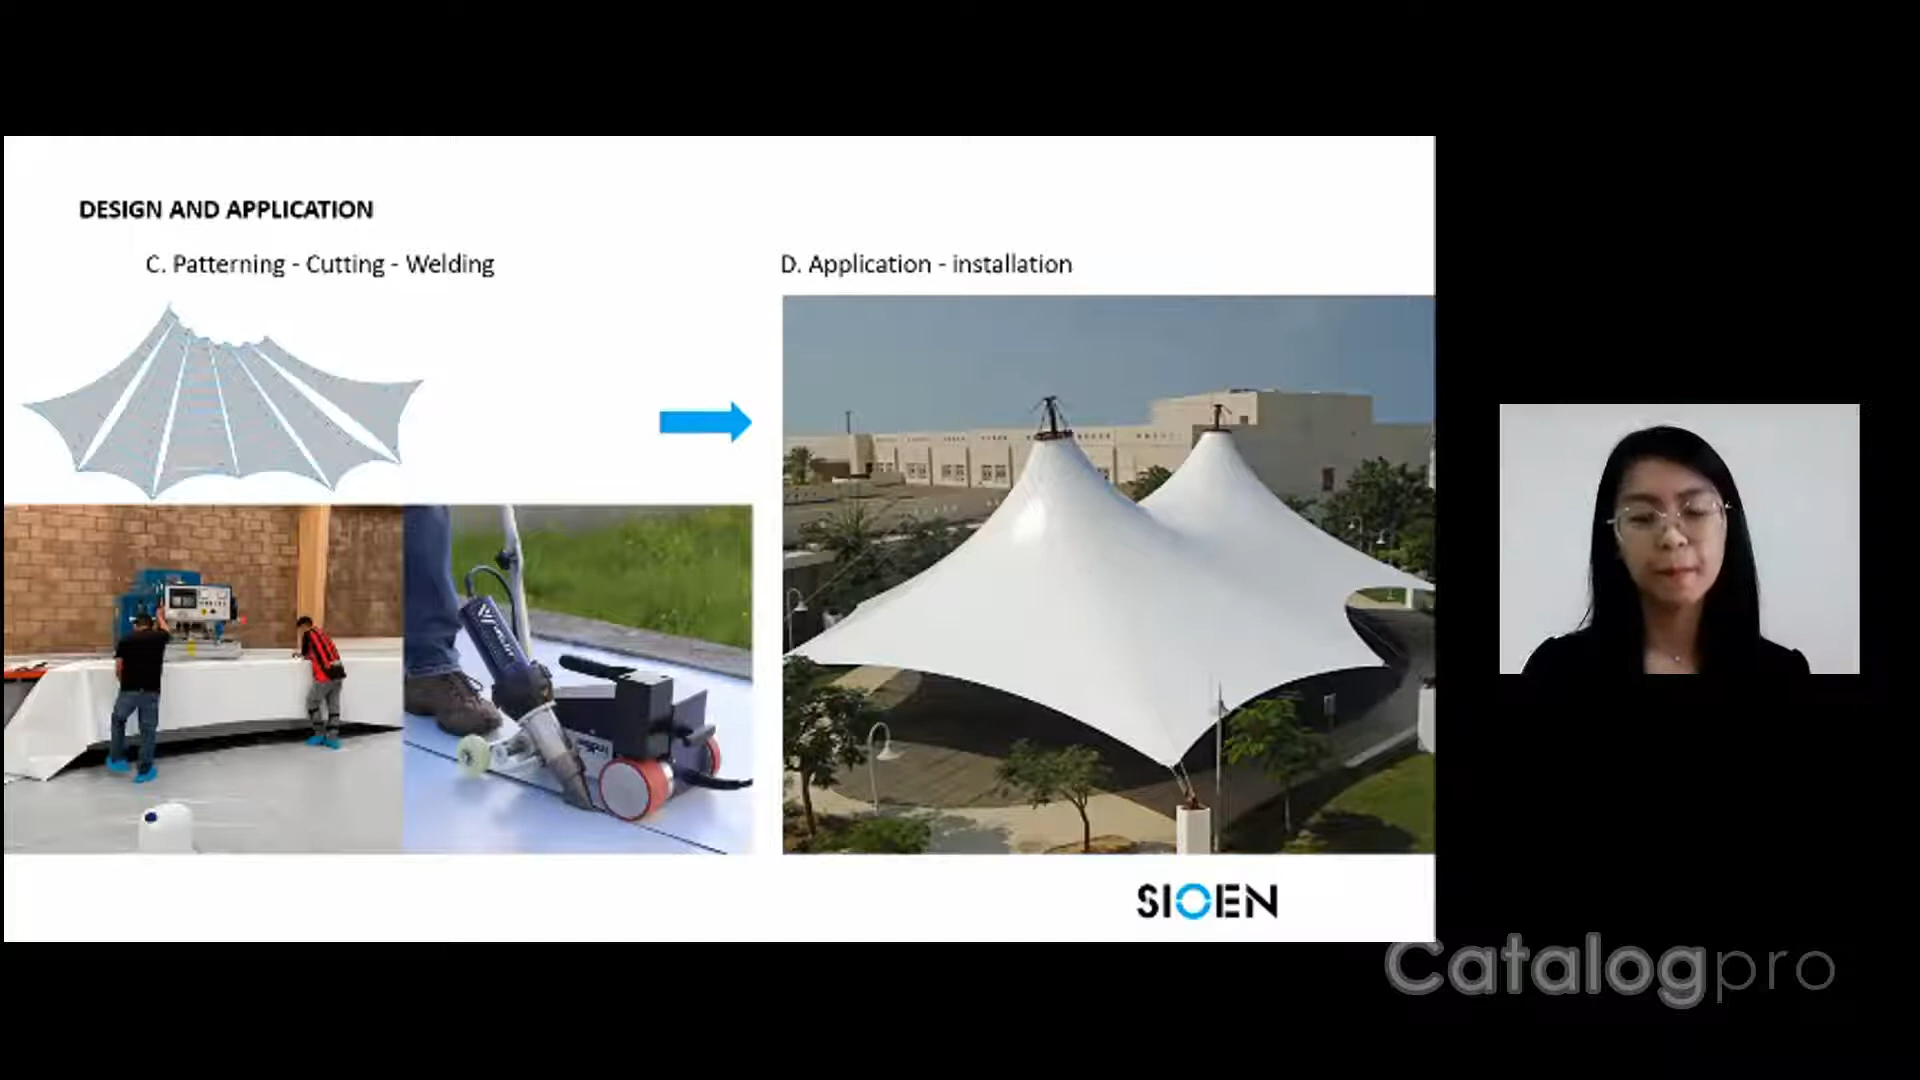 DESIGN AND APPLICATION
C. Patterning - Cutting - Welding
D. Application - installation
SIOEN
Catalogpro